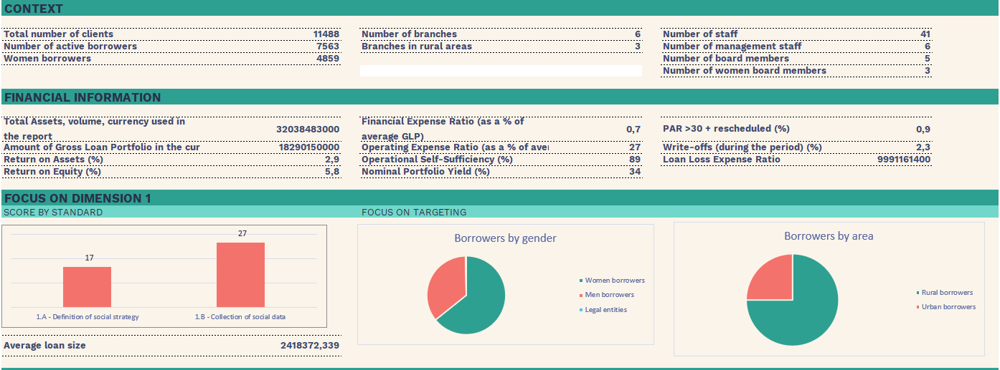 CONTEXT
Total number of clients 11488
Number of active borrowers 7563
Women borrowers 4859
Number of branches 6
Branches in rural areas 3
Number of staff 41
Number of management staff 6
Number of board members 5
Number of women board members 3
FINANCIAL INFORMATION
Total Assets, volume, currency used in
the report 32038483000
Amount of Gross Loan Portfolio in the cur 18290150000
Return on Assets (%) 2,9
Return on Equity (%) 5,8
Financial Expense Ratio (as a % of
average GLP) 0,7
Operating Expense Ratio (as a % of aver 27
Operational Self-Sufficiency (%) 89
Nominal Portfolio Yield (%) 34
PAR >30 + rescheduled (%) 0,9
Write-offs (during the period) (%) 2,3
Loan Loss Expense Ratio 9991161400
FOCUS ON DIMENSION 1
SCORE BY STANDARD
17
27
1.A - Definition of social strategy
1.B - Collection of social data
Average loan size 2418372,339
FOCUS ON TARGETING
Borrowers by gender
Women borrowers
Men borrowers
Legal entities
Borrowers by area
Rural borrowers
Urban borrowers